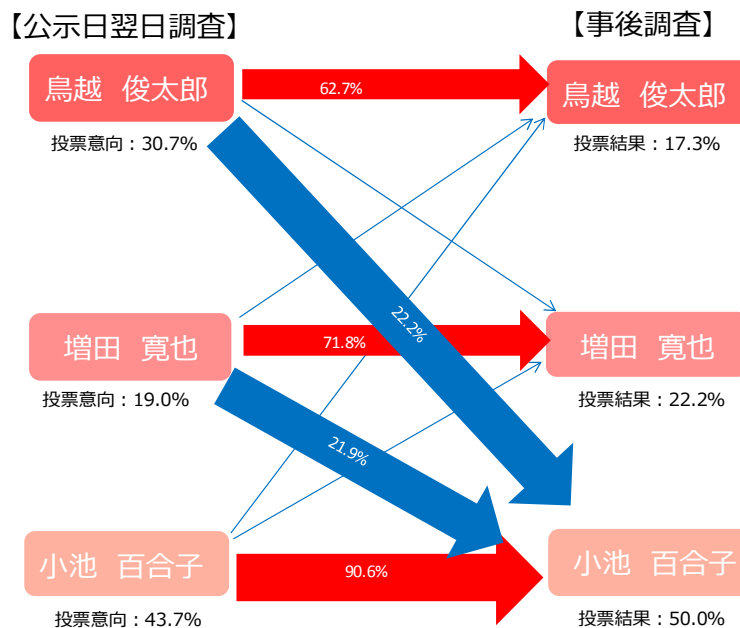 【公示日翌日調査】
【事後調査】
鳥越 俊太郎
62.7%
鳥越 俊太郎
投票意向：30.7%
投票結果：17.3%
22.2%
増田 寛也
71.8%
増田 寛也
投票意向：19.0%
投票結果：22.2%
21.9%
小池 百合子
90.6%
小池 百合子
投票意向：43.7%
投票結果：50.0%